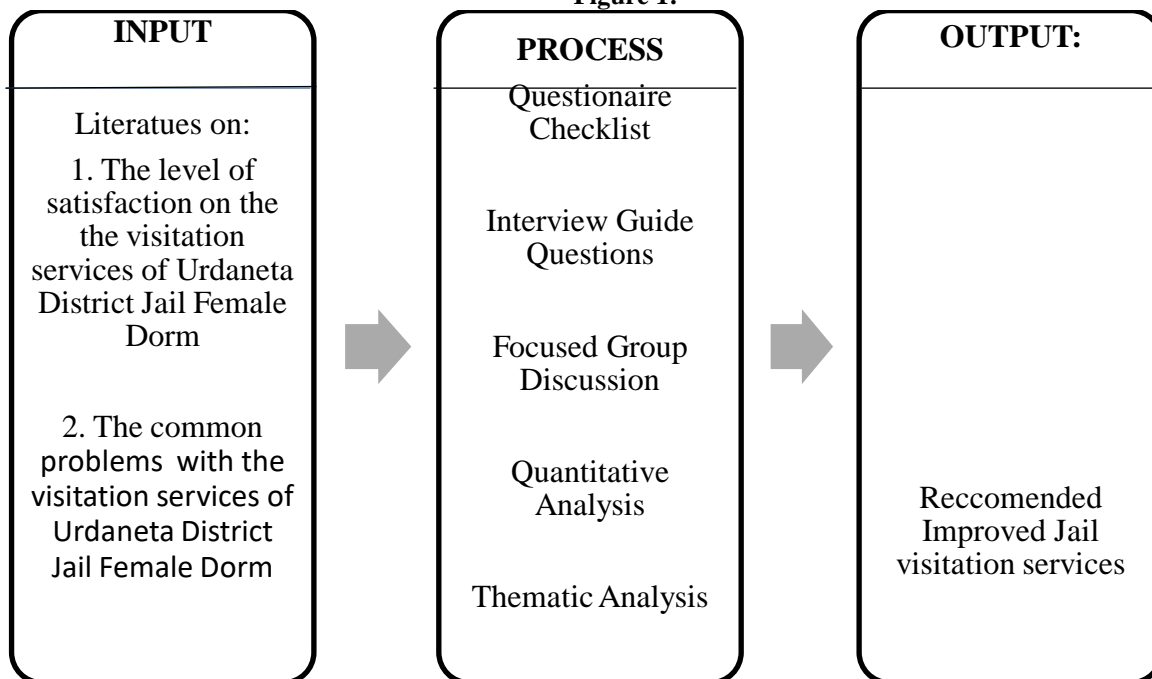 Figure 1.
INPUT
Literatues on:
1. The level of
satisfaction on the
the visitation
services of Urdaneta
District Jail Female
Dorm
2. The common
problems with the
visitation services of
Urdaneta District
Jail Female Dorm
PROCESS
Questionaire
Checklist
Interview Guide
Questions
Focused Group
Discussion
Quantitative
Analysis
Thematic Analysis
OUTPUT:
Reccomended
Improved Jail
visitation services